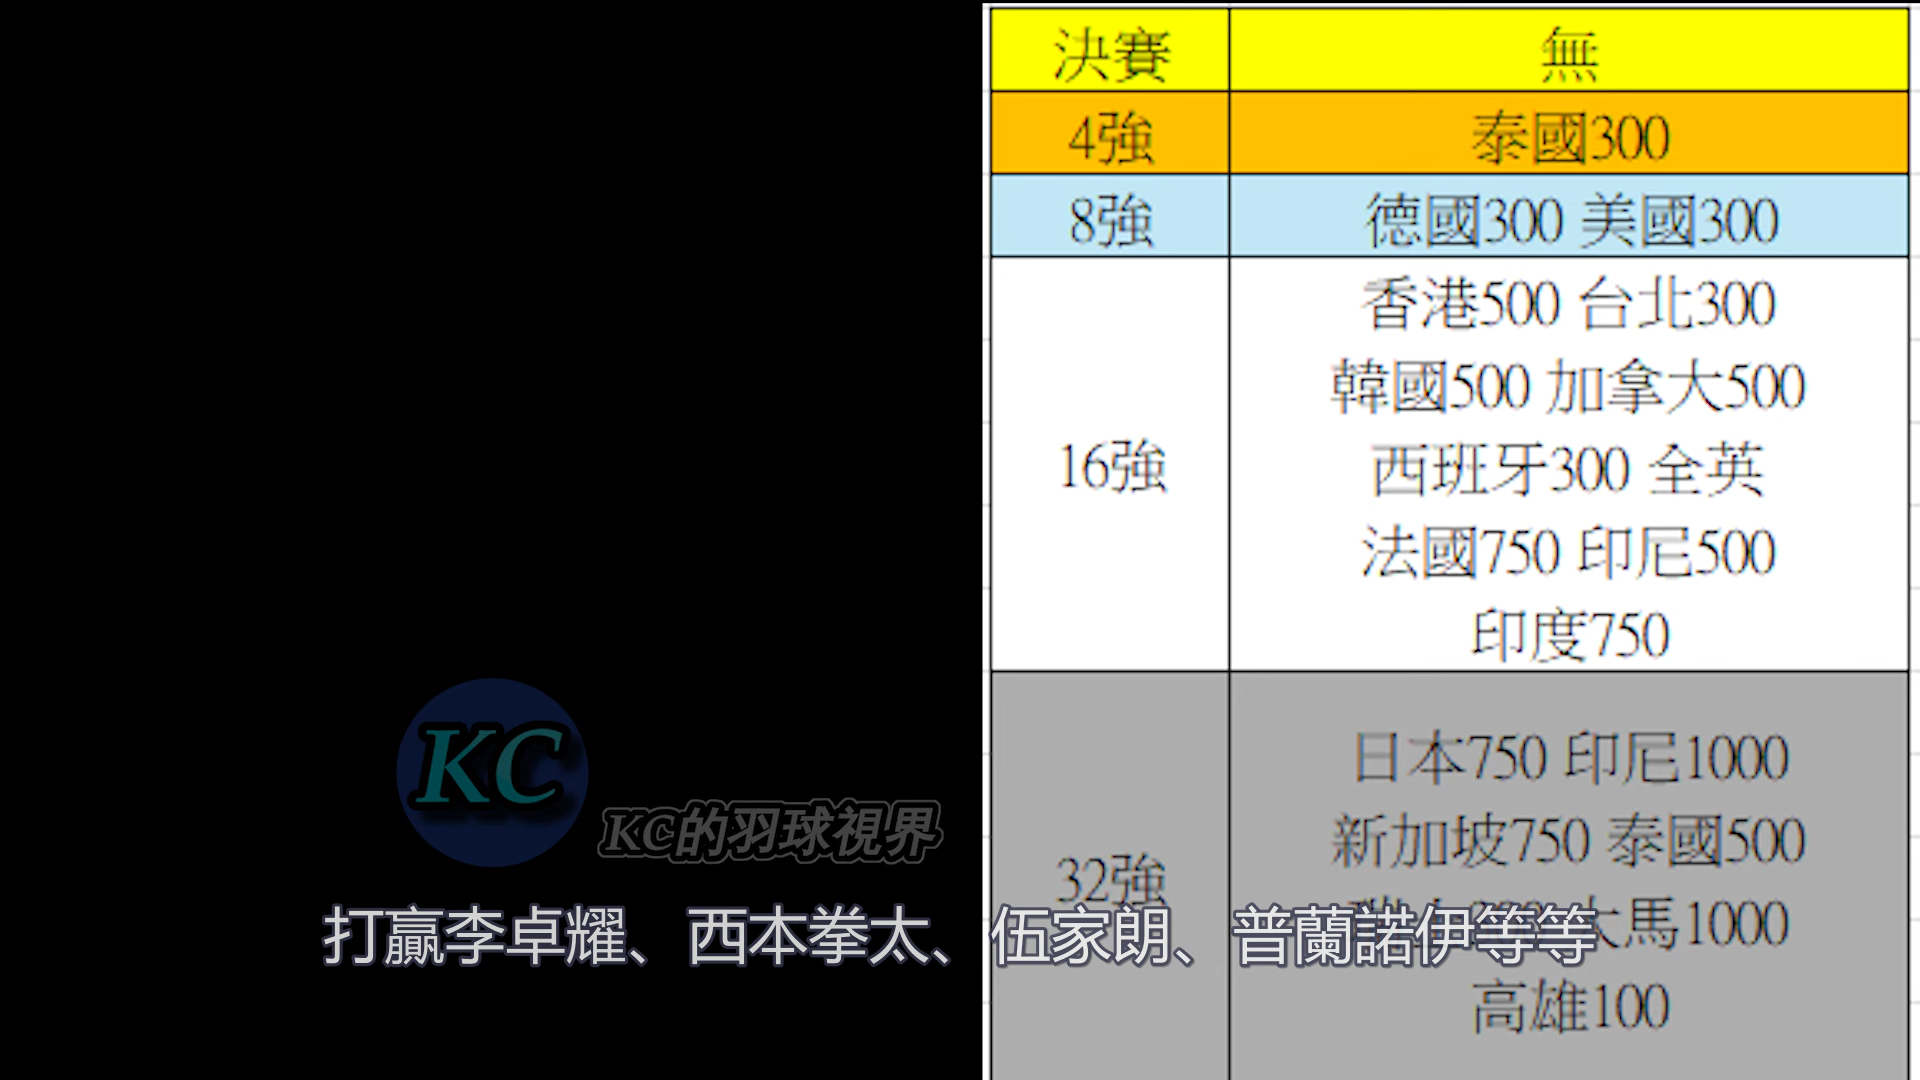 決賽 無
4強 泰國300
8強 德國300 美國300
16強
香港500 台北300
韓國500 加拿大500
西班牙300 全英
法國750 印尼500
印度750
32強
日本750 印尼1000
新加坡750 泰國500
大馬1000
高雄100
KC
KC的羽球視界
打贏李卓耀、西本拳太、伍家朗、普蘭諾伊等等